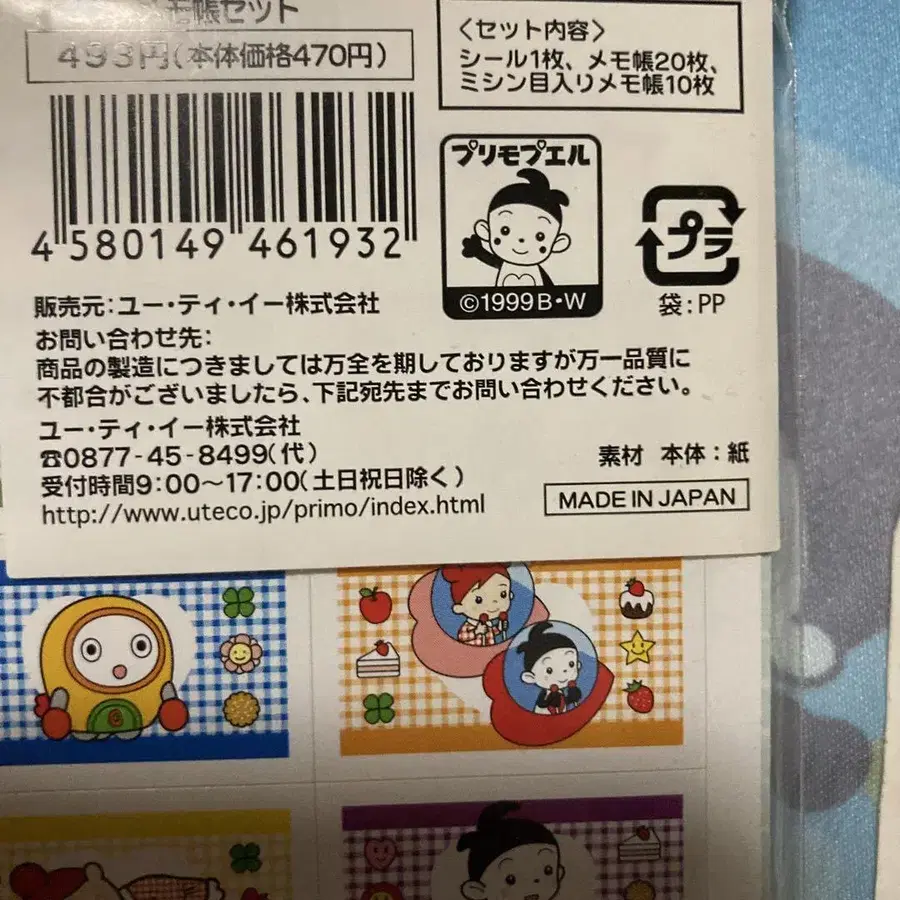 メモ帳セット
493円(本体価格470円)
4 580149 461932
〈セット内容〉
シール1枚、メモ帳20枚、
ミシン目入りメモ帳10枚
プリモプエル
©1999 B・W
プラ
袋:PP
販売元:ユー・ティ・イー株式会社
お問い合わせ先:
商品の製造につきましては万全を期しておりますが万一品質に
不都合がございましたら、下記宛先までお問い合わせください。
ユー・ティ・イー株式会社
☎0877-45-8499(代)
受付時間9:00〜17:00(土日祝日除く)
http://www.uteco.jp/primo/index.html
素材 本体:紙
MADE IN JAPAN